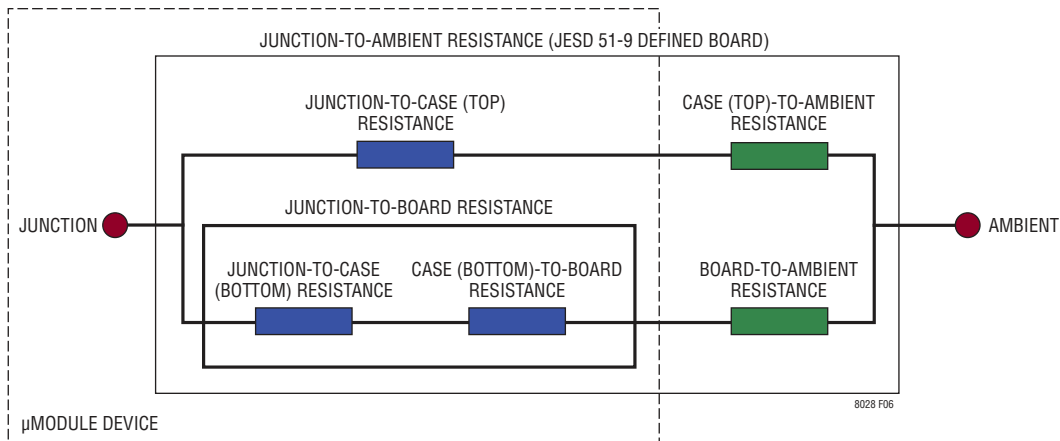 JUNCTION-TO-AMBIENT RESISTANCE (JESD 51-9 DEFINED BOARD)
JUNCTION-TO-CASE (TOP)
RESISTANCE
CASE (TOP)-TO-AMBIENT
RESISTANCE
JUNCTION
JUNCTION-TO-BOARD RESISTANCE
AMBIENT
JUNCTION-TO-CASE
(BOTTOM) RESISTANCE
CASE (BOTTOM)-TO-BOARD
RESISTANCE
BOARD-TO-AMBIENT
RESISTANCE
8028 F06
µMODULE DEVICE